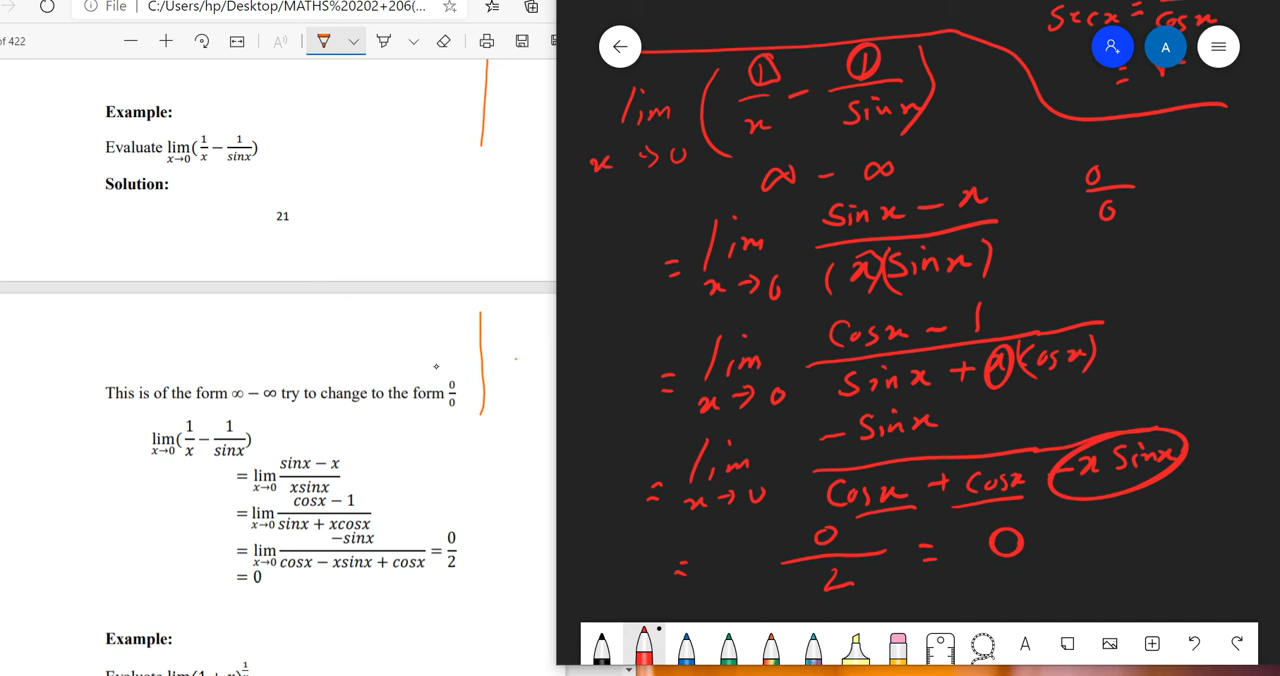 File | C:/Users/hp/Desktop/MATHS%20202+206(...
of 422
Example:
Evaluate lim x→0 (1/x − 1/sinx)
Solution:
21
This is of the form ∞ − ∞ try to change to the form 0/0
lim x→0 (1/x − 1/sinx)
= lim x→0 (sinx − x)/(xsinx)
= lim x→0 (cosx − 1)/(sinx + xcosx)
= lim x→0 (−sinx)/(cosx − xsinx + cosx) = 0/2
= 0
Example:
Secx = /Cosx
=
lim x→0 (1/x − 1/Sinx)
∞ − ∞
0/0
= lim x→0 (Sinx − x)/((x)(Sinx))
= lim x→0 (Cosx − 1)/(Sinx + (x)(Cosx))
= lim x→0 (−Sinx)/(Cosx + Cosx − x Sinx)
= 0/2 = 0
A
A